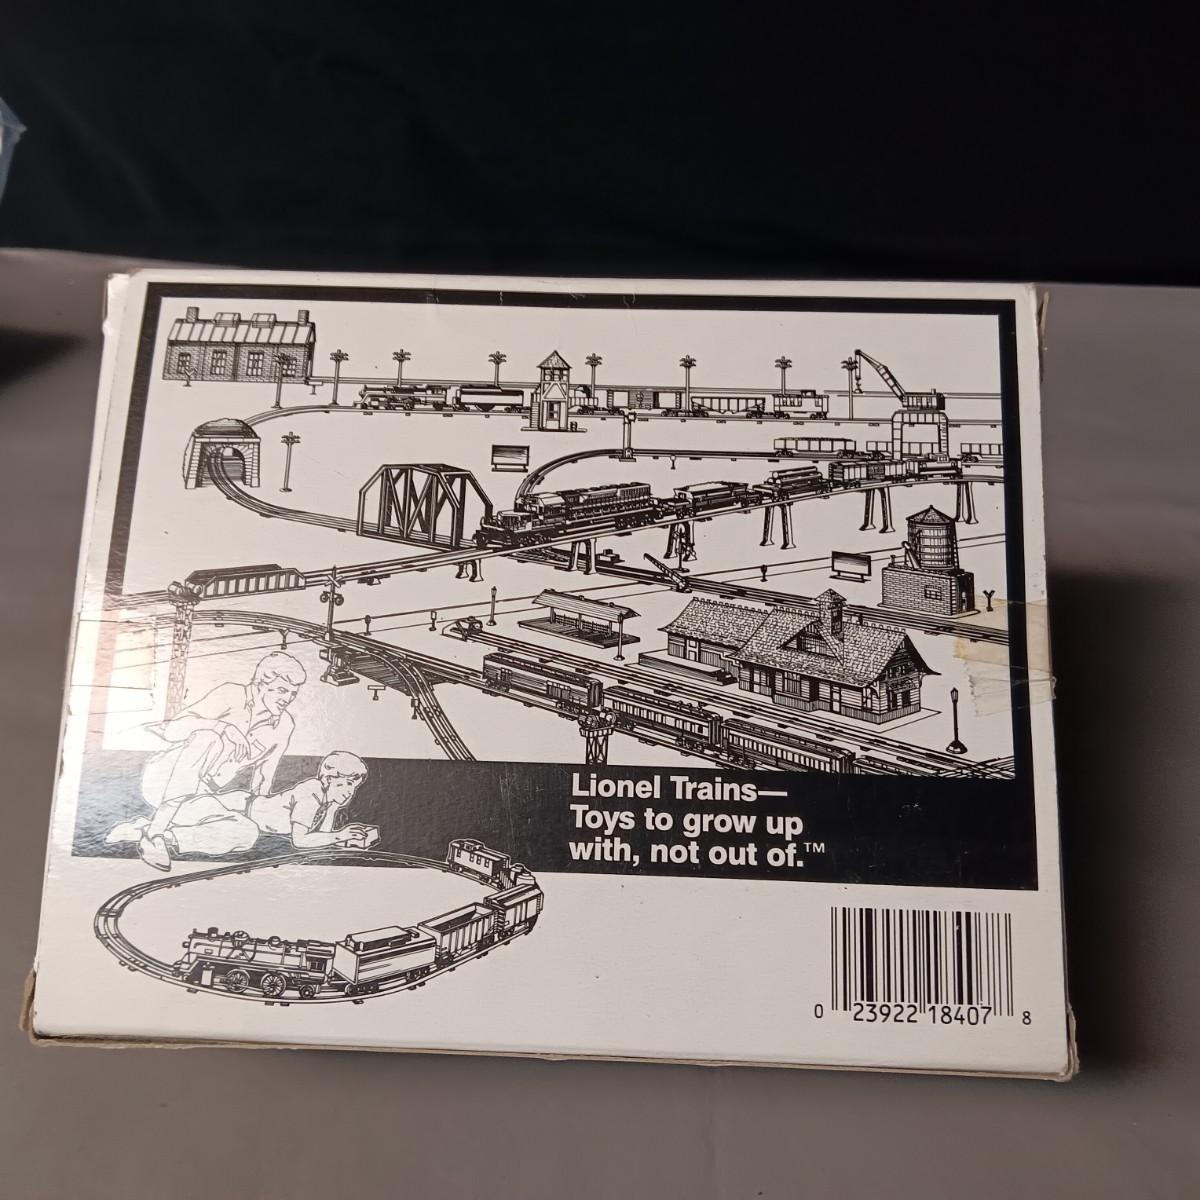 Lionel Trains—
Toys to grow up
with, not out of.™
0 23922 18407 8